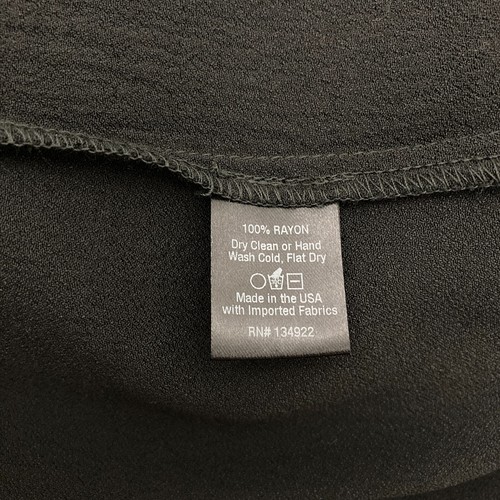 100% RAYON
Dry Clean or Hand
Wash Cold, Flat Dry
Made in the USA
with Imported Fabrics
RN# 134922